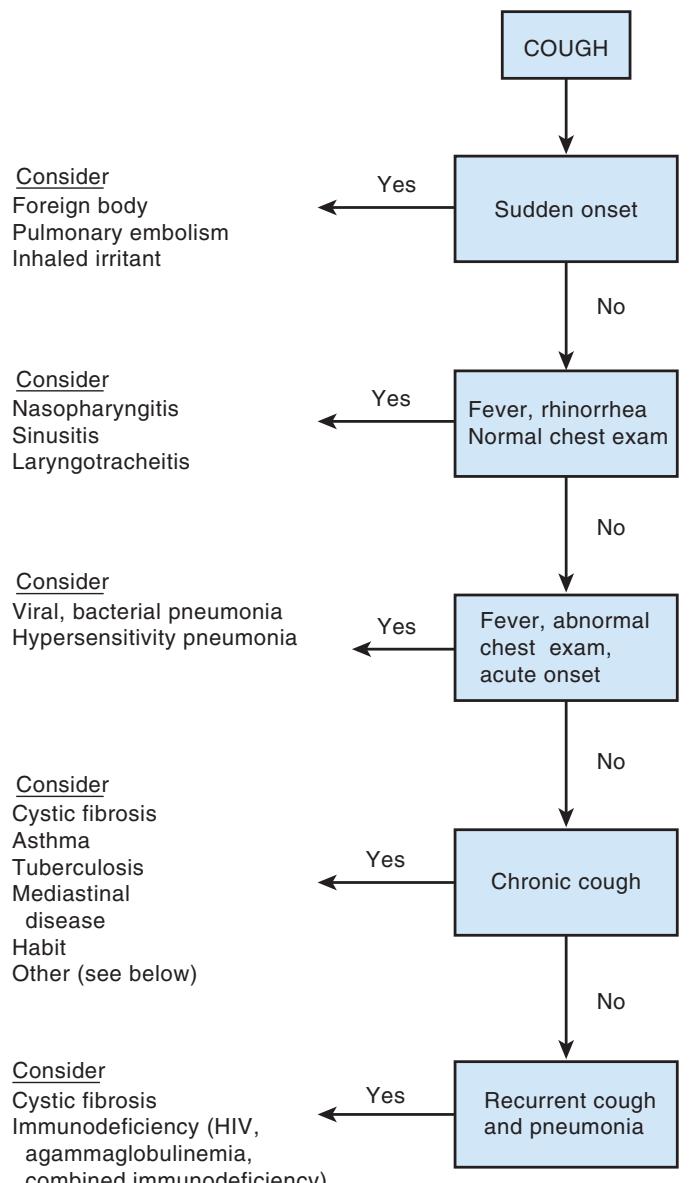 COUGH
Sudden onset
Yes
Consider
Foreign body
Pulmonary embolism
Inhaled irritant
No
Fever, rhinorrhea
Normal chest exam
Yes
Consider
Nasopharyngitis
Sinusitis
Laryngotracheitis
No
Fever, abnormal
chest exam,
acute onset
Yes
Consider
Viral, bacterial pneumonia
Hypersensitivity pneumonia
No
Chronic cough
Yes
Consider
Cystic fibrosis
Asthma
Tuberculosis
Mediastinal
disease
Habit
Other (see below)
No
Recurrent cough
and pneumonia
Yes
Consider
Cystic fibrosis
Immunodeficiency (HIV,
agammaglobulinemia,
combined immunodeficiency)